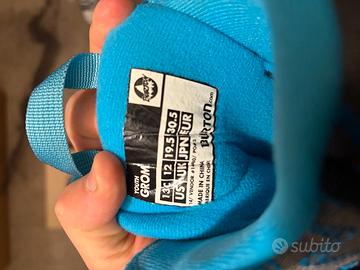 YOUTH
GROM
13C 12 19.5 30.5
US UK JPN EUR
BURTON.com
MADE IN CHINA
subito